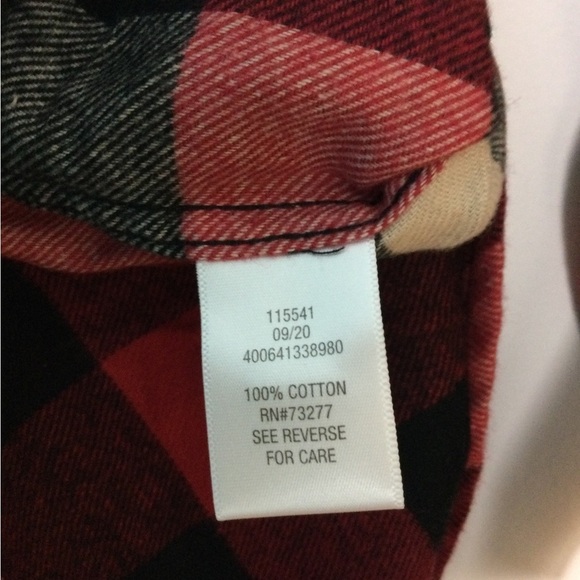 115541
09/20
400641338980
100% COTTON
RN#73277
SEE REVERSE
FOR CARE